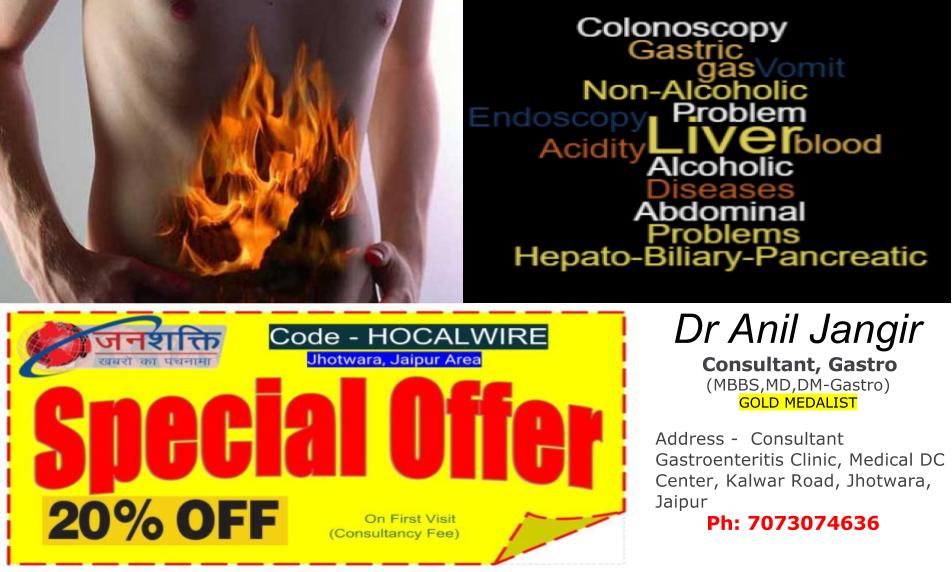 Colonoscopy
Gastric
gas Vomit
Non-Alcoholic
Endoscopy Problem
Acidity Liver blood
Alcoholic
Diseases
Abdominal
Problems
Hepato-Biliary-Pancreatic
जनशक्ति
खबरों का पंचनामा
Code - HOCALWIRE
Jhotwara, Jaipur Area
Special Offer
20% OFF
On First Visit
(Consultancy Fee)
Dr Anil Jangir
Consultant, Gastro
(MBBS,MD,DM-Gastro)
GOLD MEDALIST
Address - Consultant
Gastroenteritis Clinic, Medical DC
Center, Kalwar Road, Jhotwara,
Jaipur
Ph: 7073074636